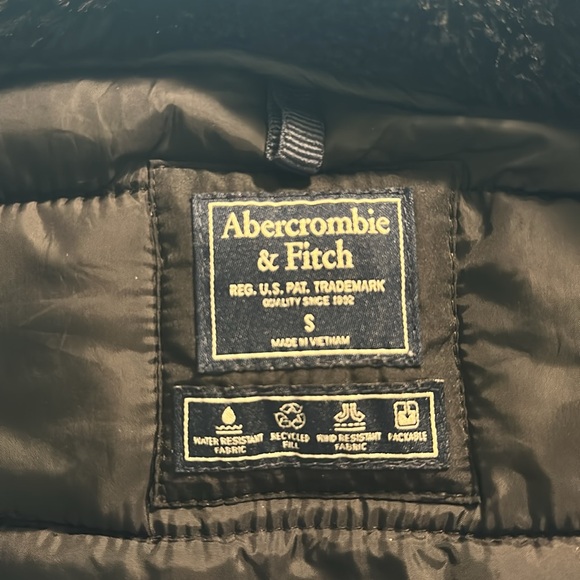 Abercrombie
& Fitch
REG. U.S. PAT. TRADEMARK
QUALITY SINCE 1892
S
MADE IN VIETNAM
WATER RESISTANT
FABRIC
RECYCLED
FILL
WIND RESISTANT
FABRIC
PACKABLE